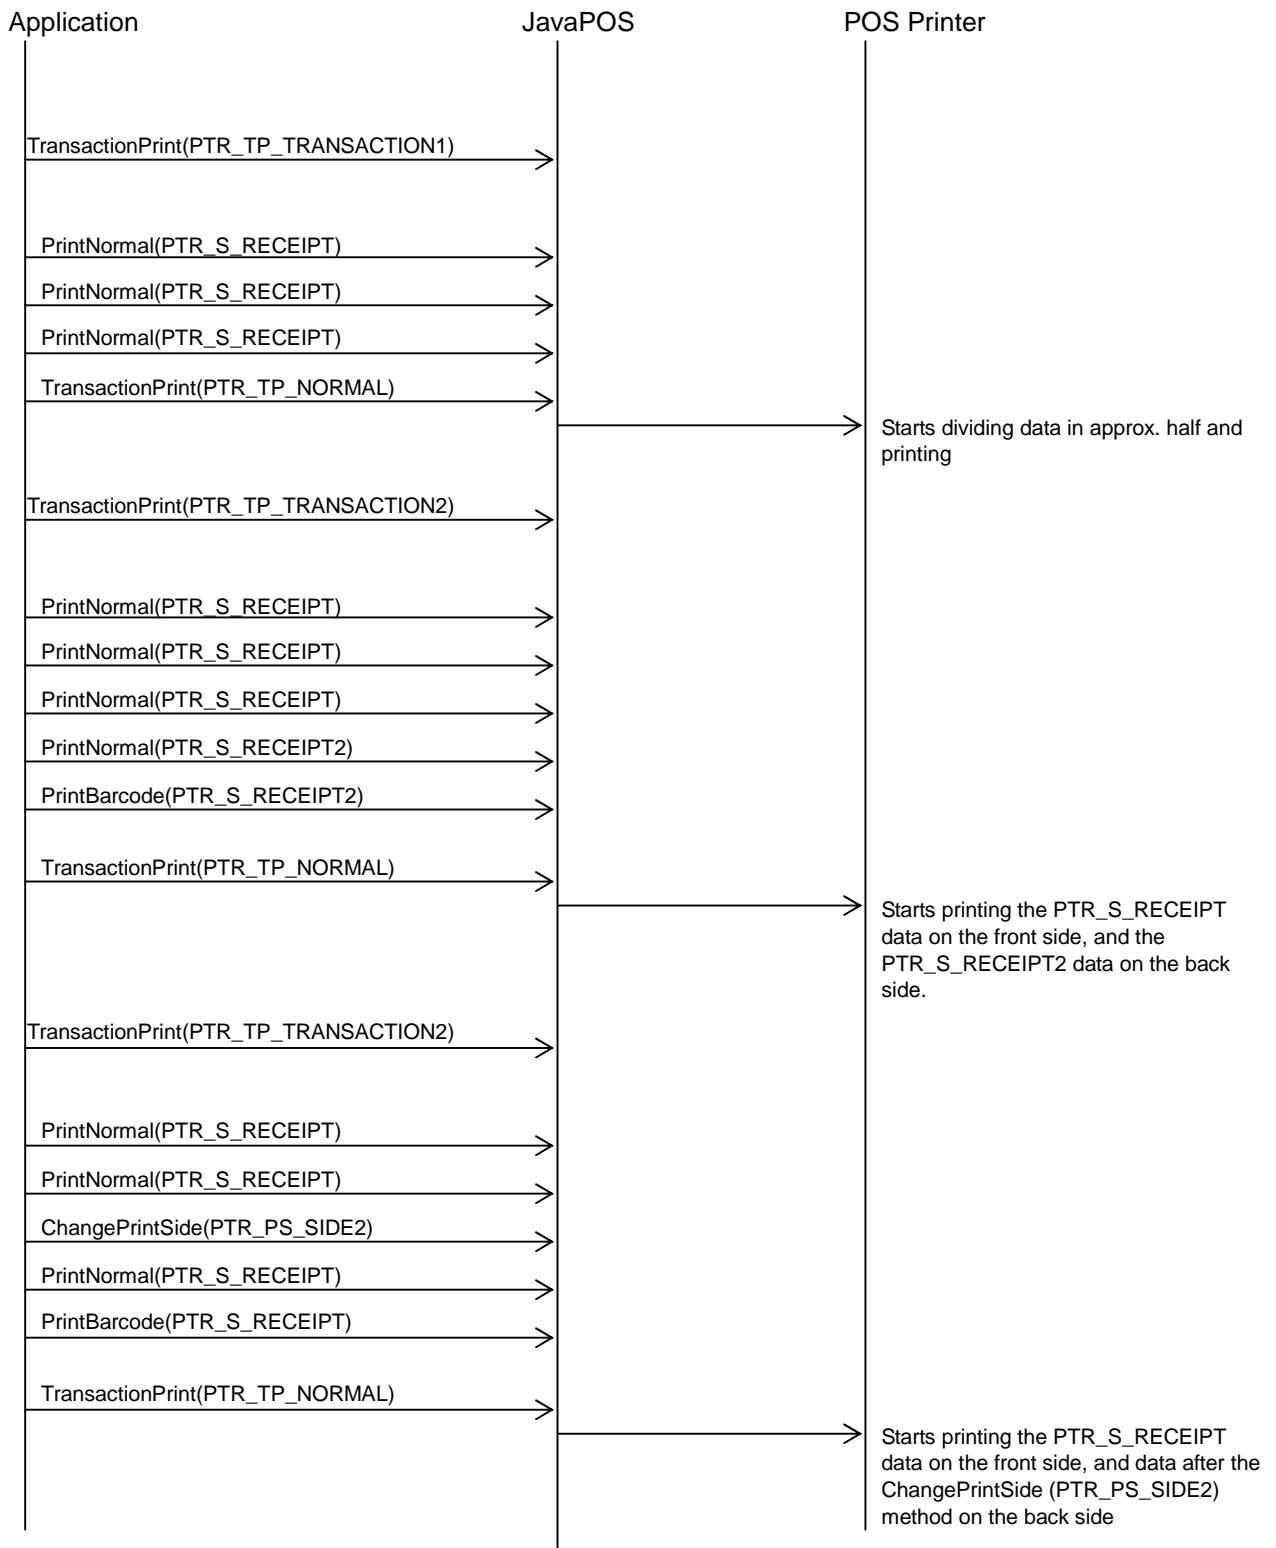 Application JavaPOS POS Printer
TransactionPrint(PTR_TP_TRANSACTION1)
PrintNormal(PTR_S_RECEIPT)
PrintNormal(PTR_S_RECEIPT)
PrintNormal(PTR_S_RECEIPT)
TransactionPrint(PTR_TP_NORMAL)
Starts dividing data in approx. half and
printing
TransactionPrint(PTR_TP_TRANSACTION2)
PrintNormal(PTR_S_RECEIPT)
PrintNormal(PTR_S_RECEIPT)
PrintNormal(PTR_S_RECEIPT)
PrintNormal(PTR_S_RECEIPT2)
PrintBarcode(PTR_S_RECEIPT2)
TransactionPrint(PTR_TP_NORMAL)
Starts printing the PTR_S_RECEIPT
data on the front side, and the
PTR_S_RECEIPT2 data on the back
side.
TransactionPrint(PTR_TP_TRANSACTION2)
PrintNormal(PTR_S_RECEIPT)
PrintNormal(PTR_S_RECEIPT)
ChangePrintSide(PTR_PS_SIDE2)
PrintNormal(PTR_S_RECEIPT)
PrintBarcode(PTR_S_RECEIPT)
TransactionPrint(PTR_TP_NORMAL)
Starts printing the PTR_S_RECEIPT
data on the front side, and data after the
ChangePrintSide (PTR_PS_SIDE2)
method on the back side